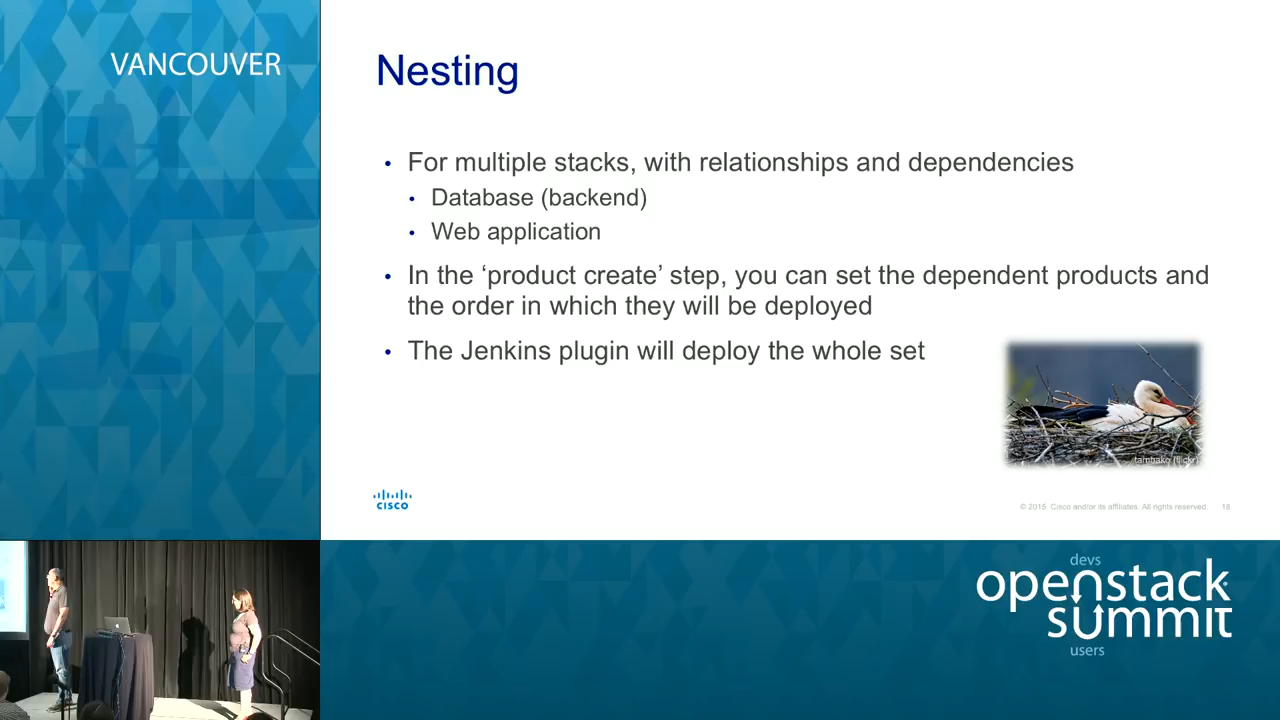 VANCOUVER
Nesting
• For multiple stacks, with relationships and dependencies
• Database (backend)
• Web application
• In the ‘product create’ step, you can set the dependent products and
the order in which they will be deployed
• The Jenkins plugin will deploy the whole set
tambako (flickr)
CISCO
© 2015 Cisco and/or its affiliates. All rights reserved. 18
devs
openstack
summit
users